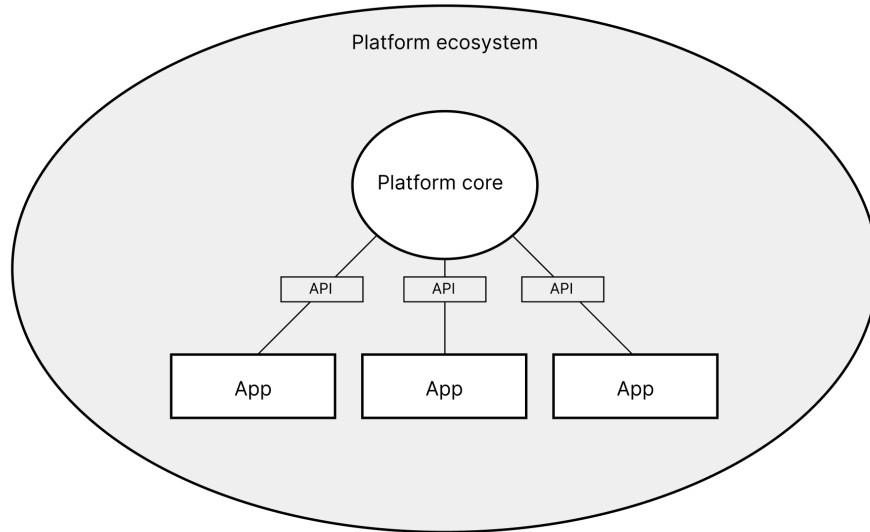 Platform ecosystem
Platform core
API
API
API
App
App
App